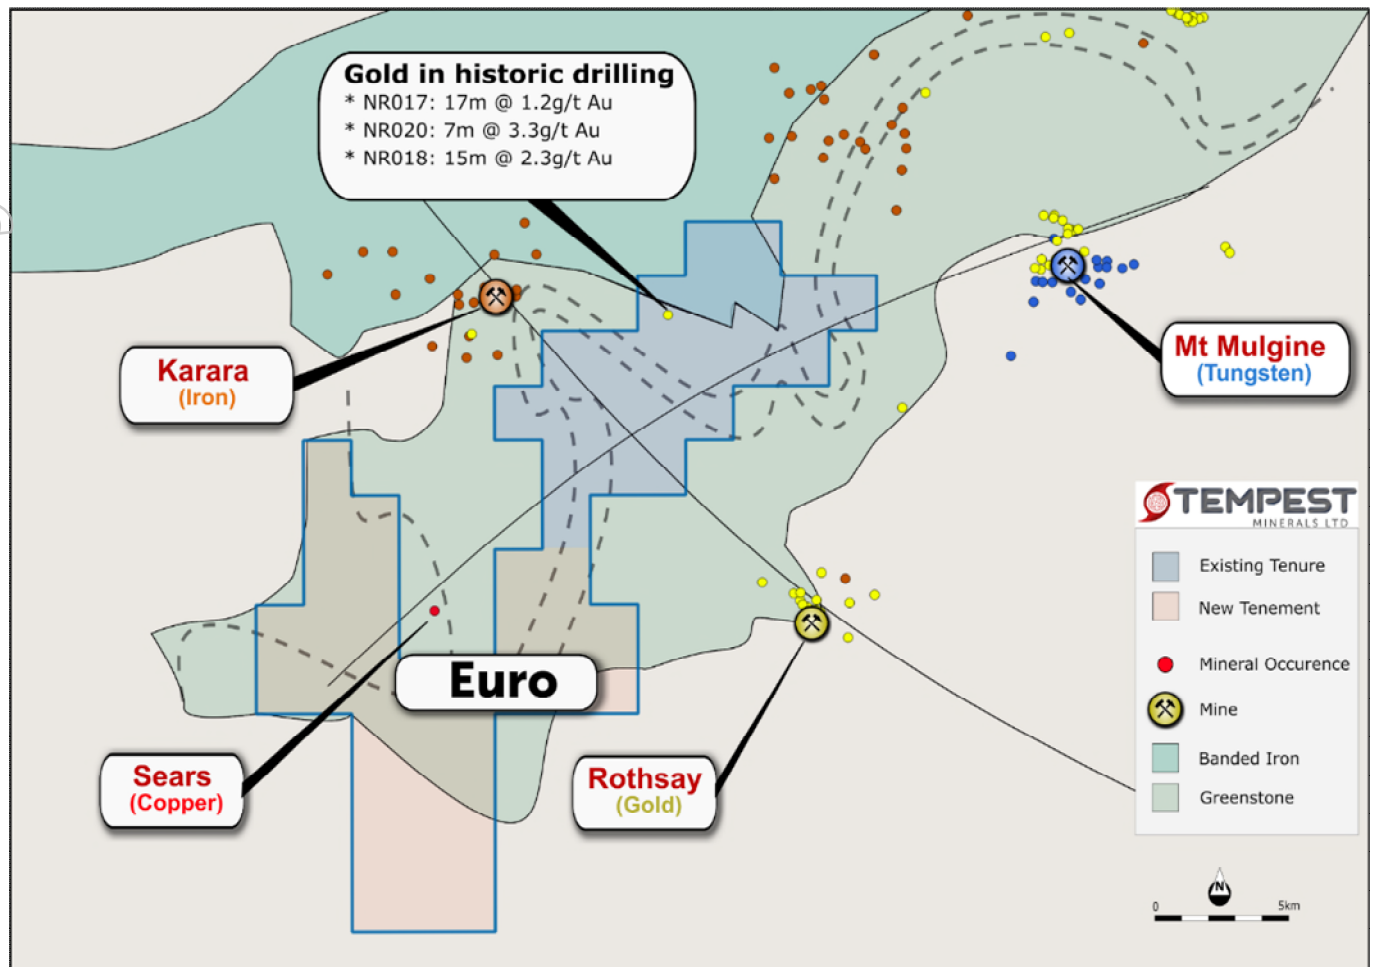 Gold in historic drilling
* NR017: 17m @ 1.2g/t Au
* NR020: 7m @ 3.3g/t Au
* NR018: 15m @ 2.3g/t Au
Karara
(Iron)
Mt Mulgine
(Tungsten)
Euro
Sears
(Copper)
Rothsay
(Gold)
TEMPEST
MINERALS LTD
Existing Tenure
New Tenement
Mineral Occurence
Mine
Banded Iron
Greenstone
N
0 5km